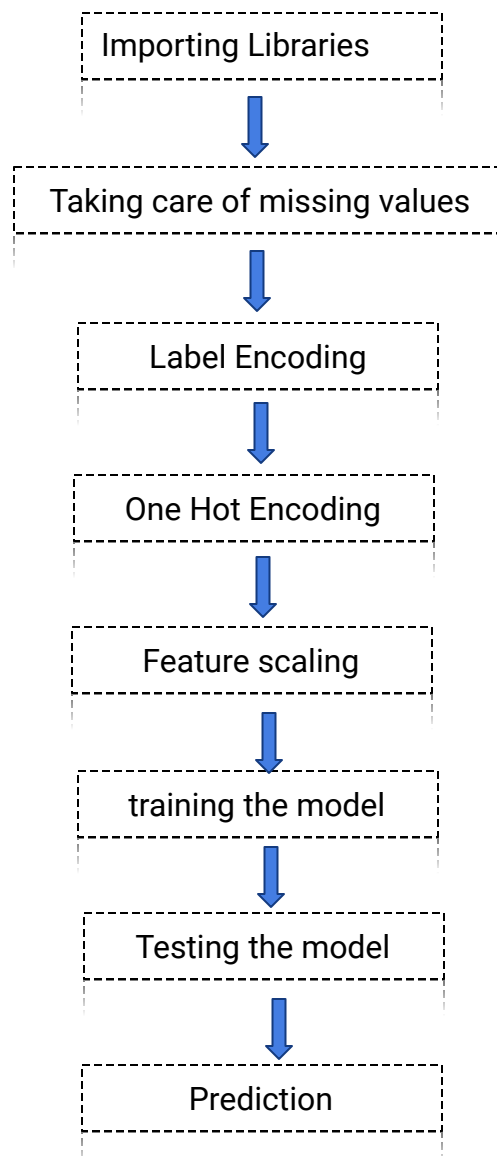 Importing Libraries
Taking care of missing values
Label Encoding
One Hot Encoding
Feature scaling
training the model
Testing the model
Prediction